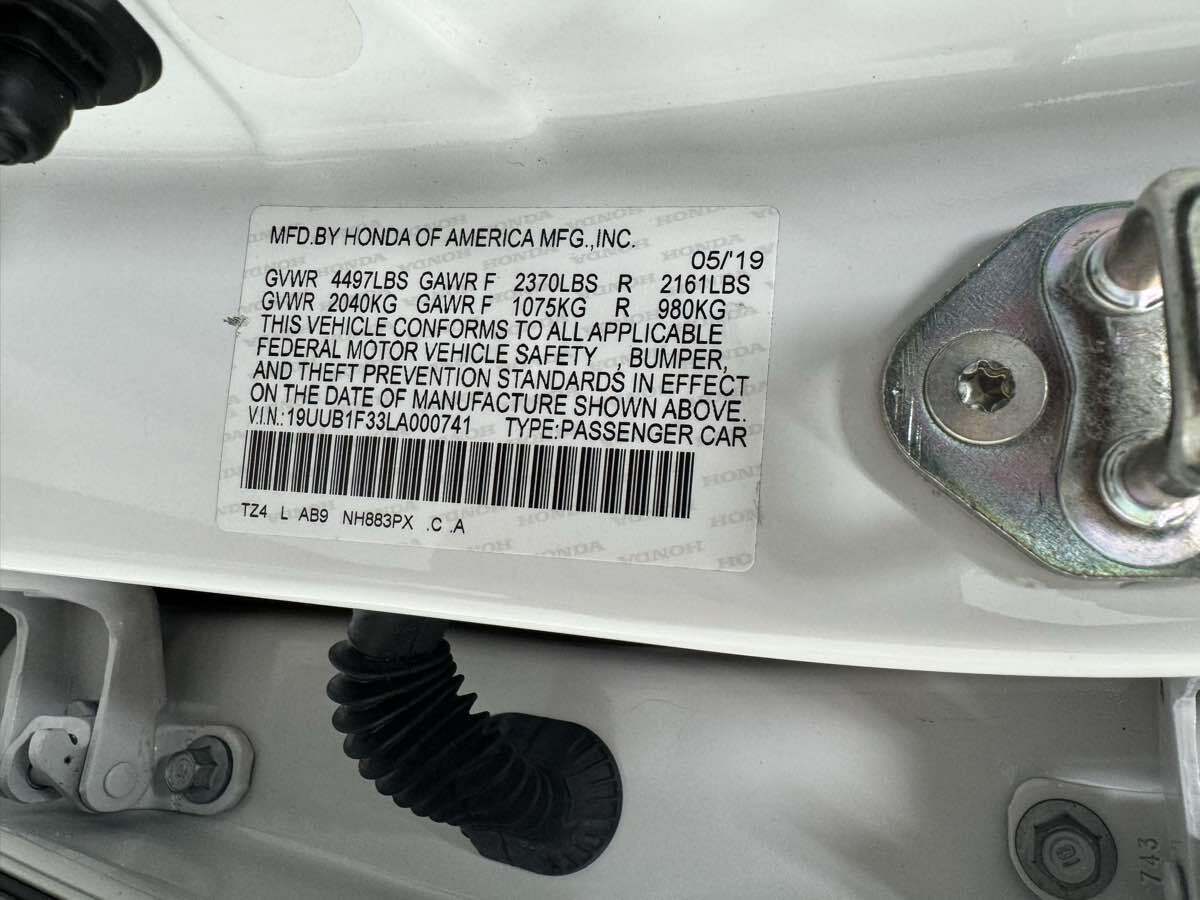 MFD.BY HONDA OF AMERICA MFG.,INC.
05/'19
GVWR 4497LBS GAWR F 2370LBS R 2161LBS
GVWR 2040KG GAWR F 1075KG R 980KG
THIS VEHICLE CONFORMS TO ALL APPLICABLE
FEDERAL MOTOR VEHICLE SAFETY , BUMPER,
AND THEFT PREVENTION STANDARDS IN EFFECT
ON THE DATE OF MANUFACTURE SHOWN ABOVE.
V.I.N.:19UUB1F33LA000741 TYPE:PASSENGER CAR
TZ4 L AB9 NH883PX .C .A
HONDA
743
10